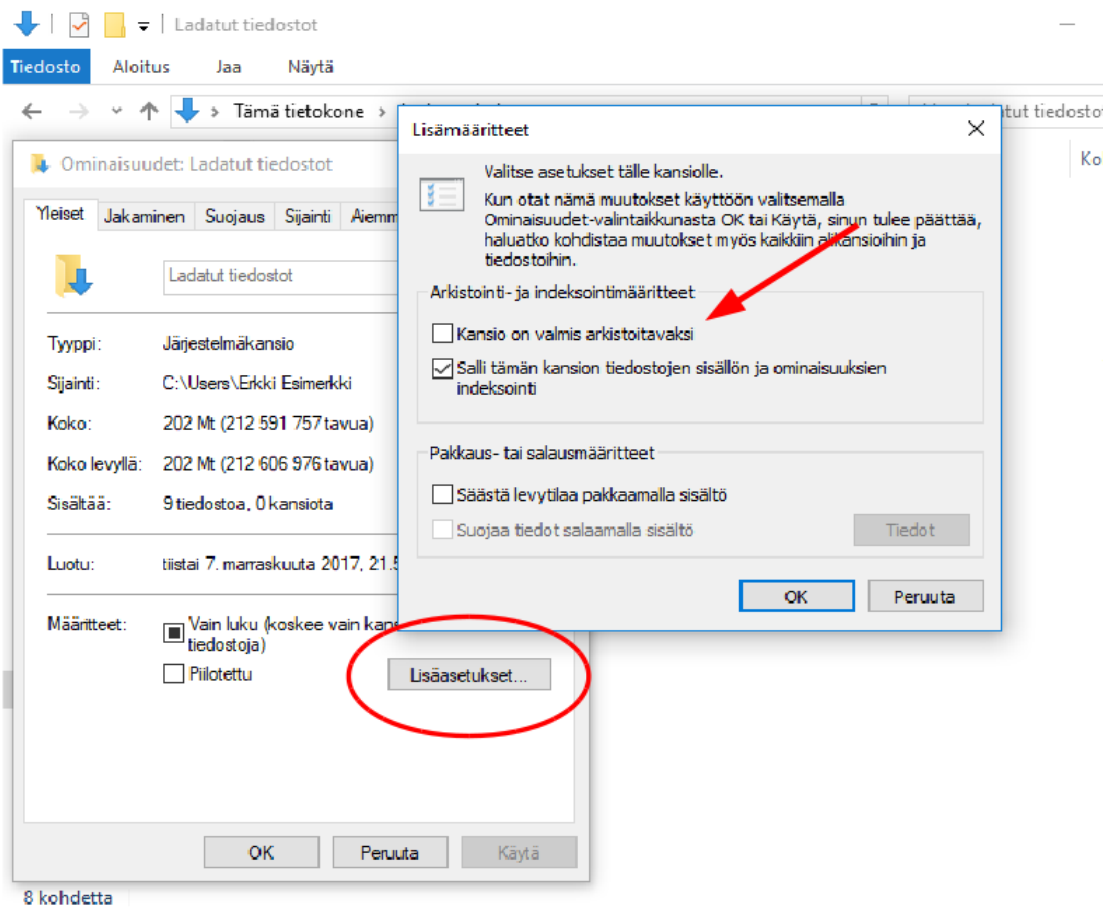 Ladatut tiedostot
Tiedosto Aloitus Jaa Näytä
Tämä tietokone
Ominaisuudet: Ladatut tiedostot
Yleiset Jakaminen Suojaus Sijainti
Ladatut tiedostot
Tyyppi: Järjestelmäkansio
Sijainti: C:\Users\Erkki Esimerkki
Koko: 202 Mt (212 591 757 tavua)
Koko levyllä: 202 Mt (212 606 976 tavua)
Sisältää: 9 tiedostoa, 0 kansiota
Luotu: tiistai 7. marraskuuta 2017, 21.5
Määritteet: Vain luku (koskee vain kans
tiedostoja)
Piilotettu
Lisäasetukset...
OK Peruuta Käytä
8 kohdetta
Lisämääritteet
Valitse asetukset tälle kansiolle.
Kun otat nämä muutokset käyttöön valitsemalla
Ominaisuudet-valintaikkunasta OK tai Käytä, sinun tulee päättää,
haluatko kohdistaa muutokset myös kaikkiin alikansioihin ja
tiedostoihin.
Arkistointi- ja indeksointimääritteet
Kansio on valmis arkistoitavaksi
Salli tämän kansion tiedostojen sisällön ja ominaisuuksien
indeksointi
Pakkaus- tai salausmääritteet
Säästä levytilaa pakkaamalla sisältö
Suojaa tiedot salaamalla sisältö
Tiedot
OK Peruuta